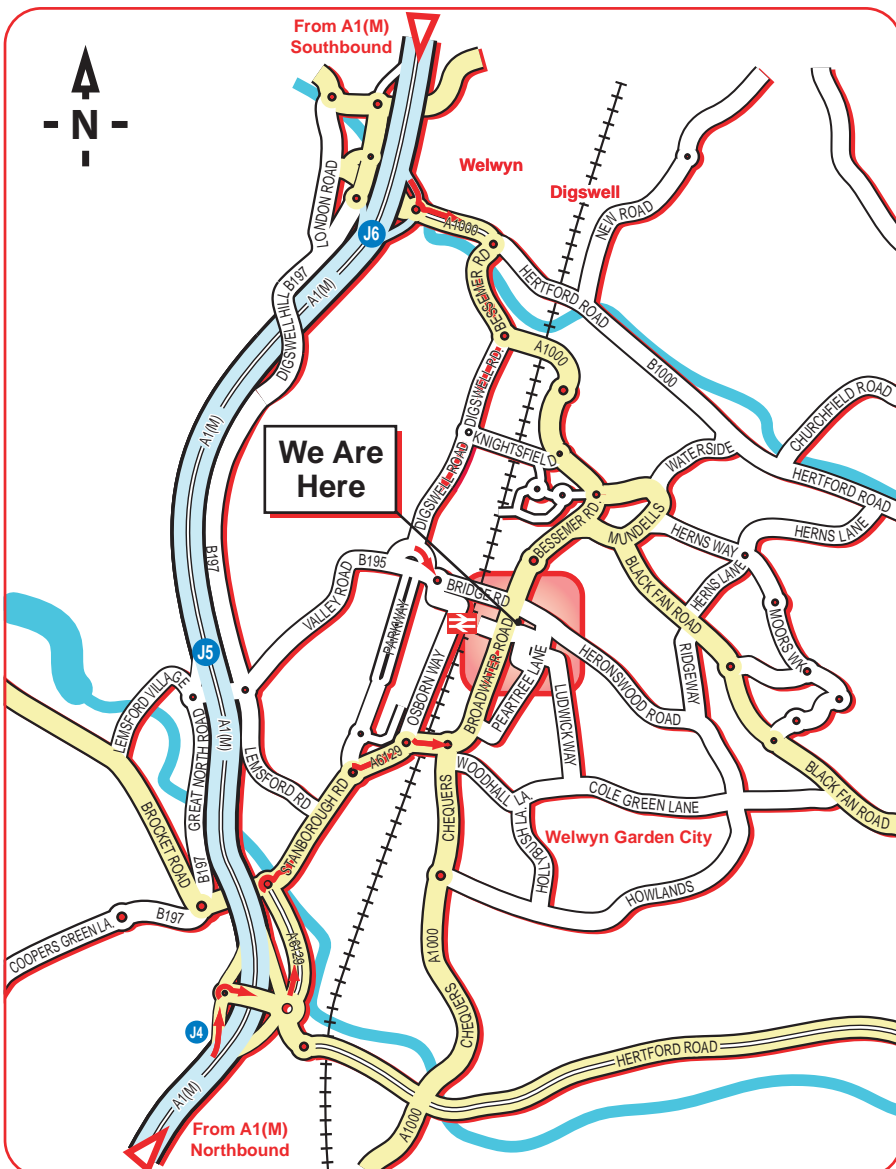 From A1(M)
Southbound
N
Welwyn
Digswell
LONDON ROAD
A1000
NEW ROAD
J6
B197
A1(M)
BESSEMER RD
HERTFORD ROAD
DIGSWELL HILL
A1000
B1000
DIGSWELL RD.
CHURCHFIELD ROAD
A1(M)
KNIGHTSFIELD
WATERSIDE
We Are
Here
DIGSWELL ROAD
HERTFORD ROAD
BESSEMER RD.
MUNDELLS
HERNS WAY
HERNS LANE
B197
B195
VALLEY ROAD
BRIDGE RD
BLACK FAN ROAD
HERNS LANE
MOORS WK
PARKWAY
J5
OSBORN WAY
BROADWATER ROAD
PEARTREE LANE
HERONSWOOD ROAD
RIDGEWAY
LEMSFORD VILLAGE
LUDWICK WAY
GREAT NORTH ROAD
A1(M)
LEMSFORD RD
A6129
WOODHALL LA.
COLE GREEN LANE
BLACK FAN ROAD
BROCKET ROAD
STANBOROUGH RD
CHEQUERS
HOLLYBUSH LA.
Welwyn Garden City
B197
HOWLANDS
B197
COOPERS GREEN LA.
A6129
A1000
J4
CHEQUERS
HERTFORD ROAD
A1(M)
A1000
From A1(M)
Northbound